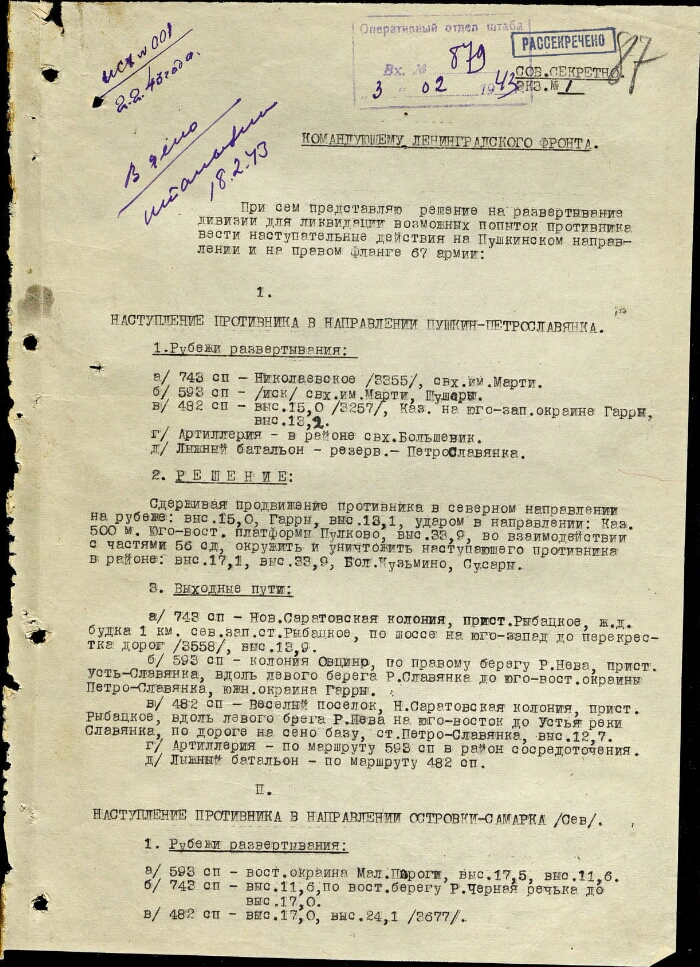 исх № 001
2.2.43 года.
Оперативный отдел штаба
Вх. № 879
3 " 02 1943
РАССЕКРЕЧЕНО
87
СОВ.СЕКРЕТНО.
ЭКЗ.№ 1
В дело
18.2.43
КОМАНДУЮЩЕМУ ЛЕНИНГРАДСКОГО ФРОНТА.
При сем представляю решение на развертывание
дивизии для ликвидации возможных попыток противника
вести наступательные действия на Пушкинском направ-
лении и на правом фланге 67 армии:
1.
НАСТУПЛЕНИЕ ПРОТИВНИКА В НАПРАВЛЕНИИ ПУШКИН-ПЕТРОСЛАВЯНКА.
1.Рубежи развертывания:
а/ 743 сп - Николаевское /3355/, свх.им.Марти.
б/ 593 сп - /иск/ свх.им.Марти, Шушары.
в/ 482 сп - выс.15,0 /3257/, Каз. на юго-зап.окраине Гарры,
выс.13,2.
г/ Артиллерия - в районе свх.Большевик.
д/ Лыжный батальон - резерв.- ПетроСлавянка.
2. РЕШЕНИЕ:
Сдерживая продвижение противника в северном направлении
на рубеже: выс.15,0, Гарры, выс.13,1, ударом в направлении: Каз.
500 м. юго-вост. платформы Пулково, выс.33,9, во взаимодействии
с частями 56 сд, окружить и уничтожить наступающего противника
в районе: выс.17,1, выс.33,9, Бол.Кузьмино, Сусары.
3. Выходные пути:
а/ 743 сп - Нов.Саратовская колония, прист.Рыбацкое, ж.д.
будка 1 км. сев.зап.ст.Рыбацкое, по шоссе на юго-запад до перекрес-
тка дорог /3558/, выс.13,9.
б/ 593 сп - колония Овцино, по правому берегу Р.Нева, прист.
усть-Славянка, вдоль левого берега Р.Славянка до юго-вост.окраины
Петро-Славянка, южн.окраина Гарры.
в/ 482 сп - Веселый поселок, Н.Саратовская колония, прист.
Рыбацкое, вдоль левого брега Р.Нева на юго-восток до Устья реки
Славянка, по дороге на сено базу, ст.Петро-Славянка, выс.12,7.
г/ Артиллерия - по маршруту 593 сп в район сосредоточения.
д/ Лыжный батальон - по маршруту 482 сп.
П.
НАСТУПЛЕНИЕ ПРОТИВНИКА В НАПРАВЛЕНИИ ОСТРОВКИ-САМАРКА /Сев/.
1. Рубежи развертывания:
а/ 593 сп - вост.окраина Мал.Пороги, выс.17,5, выс.11,6.
б/ 743 сп - выс.11,6,по вост.берегу Р.Черная речька до
выс.17,0.
в/ 482 сп - выс.17,0, выс.24,1 /3677/.